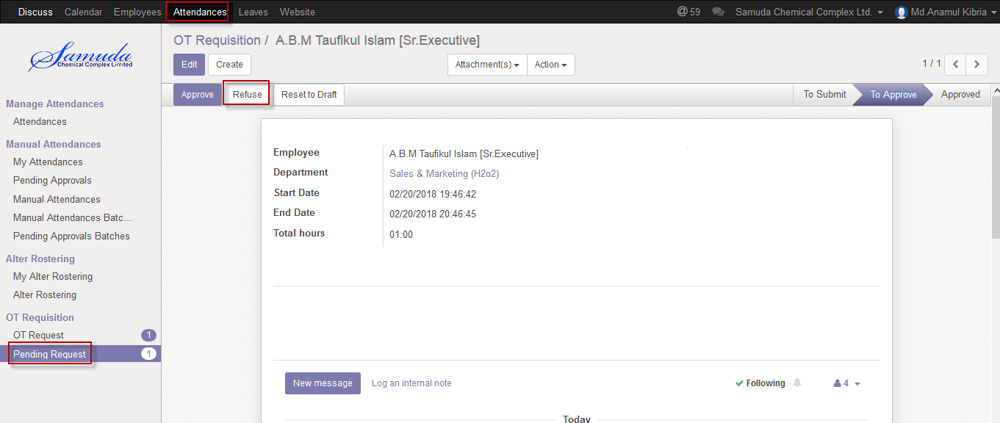 Discuss Calendar Employees Attendances Leaves Website @ 59 Samuda Chemical Complex Ltd. Md.Anamul Kibria
Samuda
Chemical Complex Limited
Manage Attendances
Attendances
Manual Attendances
My Attendances
Pending Approvals
Manual Attendances
Manual Attendances Batc...
Pending Approvals Batches
Alter Rostering
My Alter Rostering
Alter Rostering
OT Requisition
OT Request 1
Pending Request 1
OT Requisition / A.B.M Taufikul Islam [Sr.Executive]
Edit Create Attachment(s) Action 1 / 1
Approve Refuse Reset to Draft To Submit To Approve Approved
Employee A.B.M Taufikul Islam [Sr.Executive]
Department Sales & Marketing (H2o2)
Start Date 02/20/2018 19:46:42
End Date 02/20/2018 20:46:45
Total hours 01:00
New message Log an internal note Following 4
Today